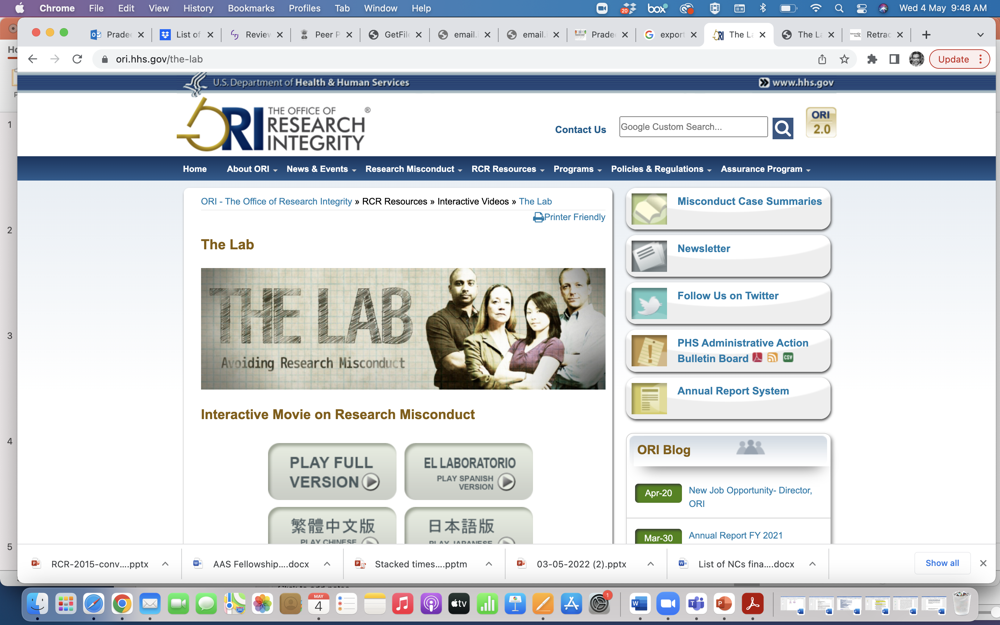 Chrome File Edit View History Bookmarks Profiles Tab Window Help
20 box Wed 4 May 9:48 AM
Prade List of Review Peer P GetFile email. email. Prade export The La The La Retrac
ori.hhs.gov/the-lab
Update
U.S. Department of Health & Human Services
www.hhs.gov
ORI THE OFFICE OF
RESEARCH
INTEGRITY
®
Contact Us
Google Custom Search...
ORI
2.0
Home About ORI News & Events Research Misconduct RCR Resources Programs Policies & Regulations Assurance Program
ORI - The Office of Research Integrity » RCR Resources » Interactive Videos » The Lab
Printer Friendly
The Lab
THE LAB
Avoiding Research Misconduct
Interactive Movie on Research Misconduct
PLAY FULL
VERSION
EL LABORATORIO
PLAY SPANISH
VERSION
繁體中文版
PLAY CHINESE
日本語版
PLAY JAPANESE
Misconduct Case Summaries
Newsletter
Follow Us on Twitter
PHS Administrative Action
Bulletin Board CSV
Annual Report System
ORI Blog
Apr-20 New Job Opportunity- Director,
ORI
Mar-30 Annual Report FY 2021
1
2
3
4
5
RCR-2015-conv....pptx
AAS Fellowship....docx
Stacked times....pptm
03-05-2022 (2).pptx
List of NCs fina....docx
Show all
Click to add notes
MAY
4
tv
280
1